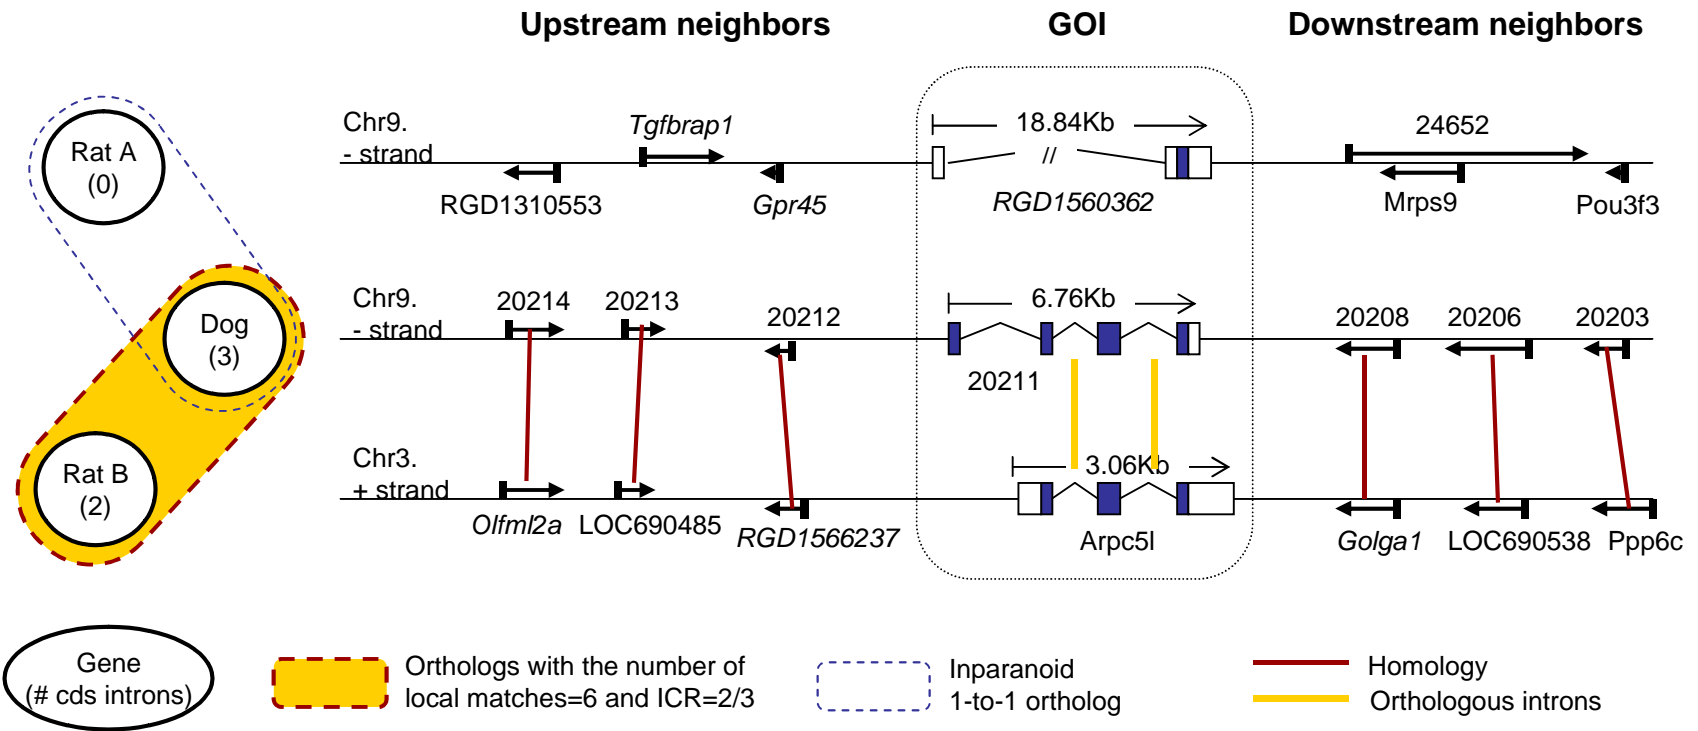 Upstream neighbors GOI Downstream neighbors
Rat A
(0)
Chr9.
- strand
Tgfbrap1
18.84Kb
24652
//
RGD1310553
Gpr45
RGD1560362
Mrps9
Pou3f3
Dog
(3)
Chr9.
- strand
20214
20213
20212
6.76Kb
20208
20206
20203
20211
Rat B
(2)
Chr3.
+ strand
3.06Kb
Olfml2a
LOC690485
RGD1566237
Arpc5l
Golga1
LOC690538
Ppp6c
Gene
(# cds introns)
Orthologs with the number of
local matches=6 and ICR=2/3
Inparanoid
1-to-1 ortholog
Homology
Orthologous introns